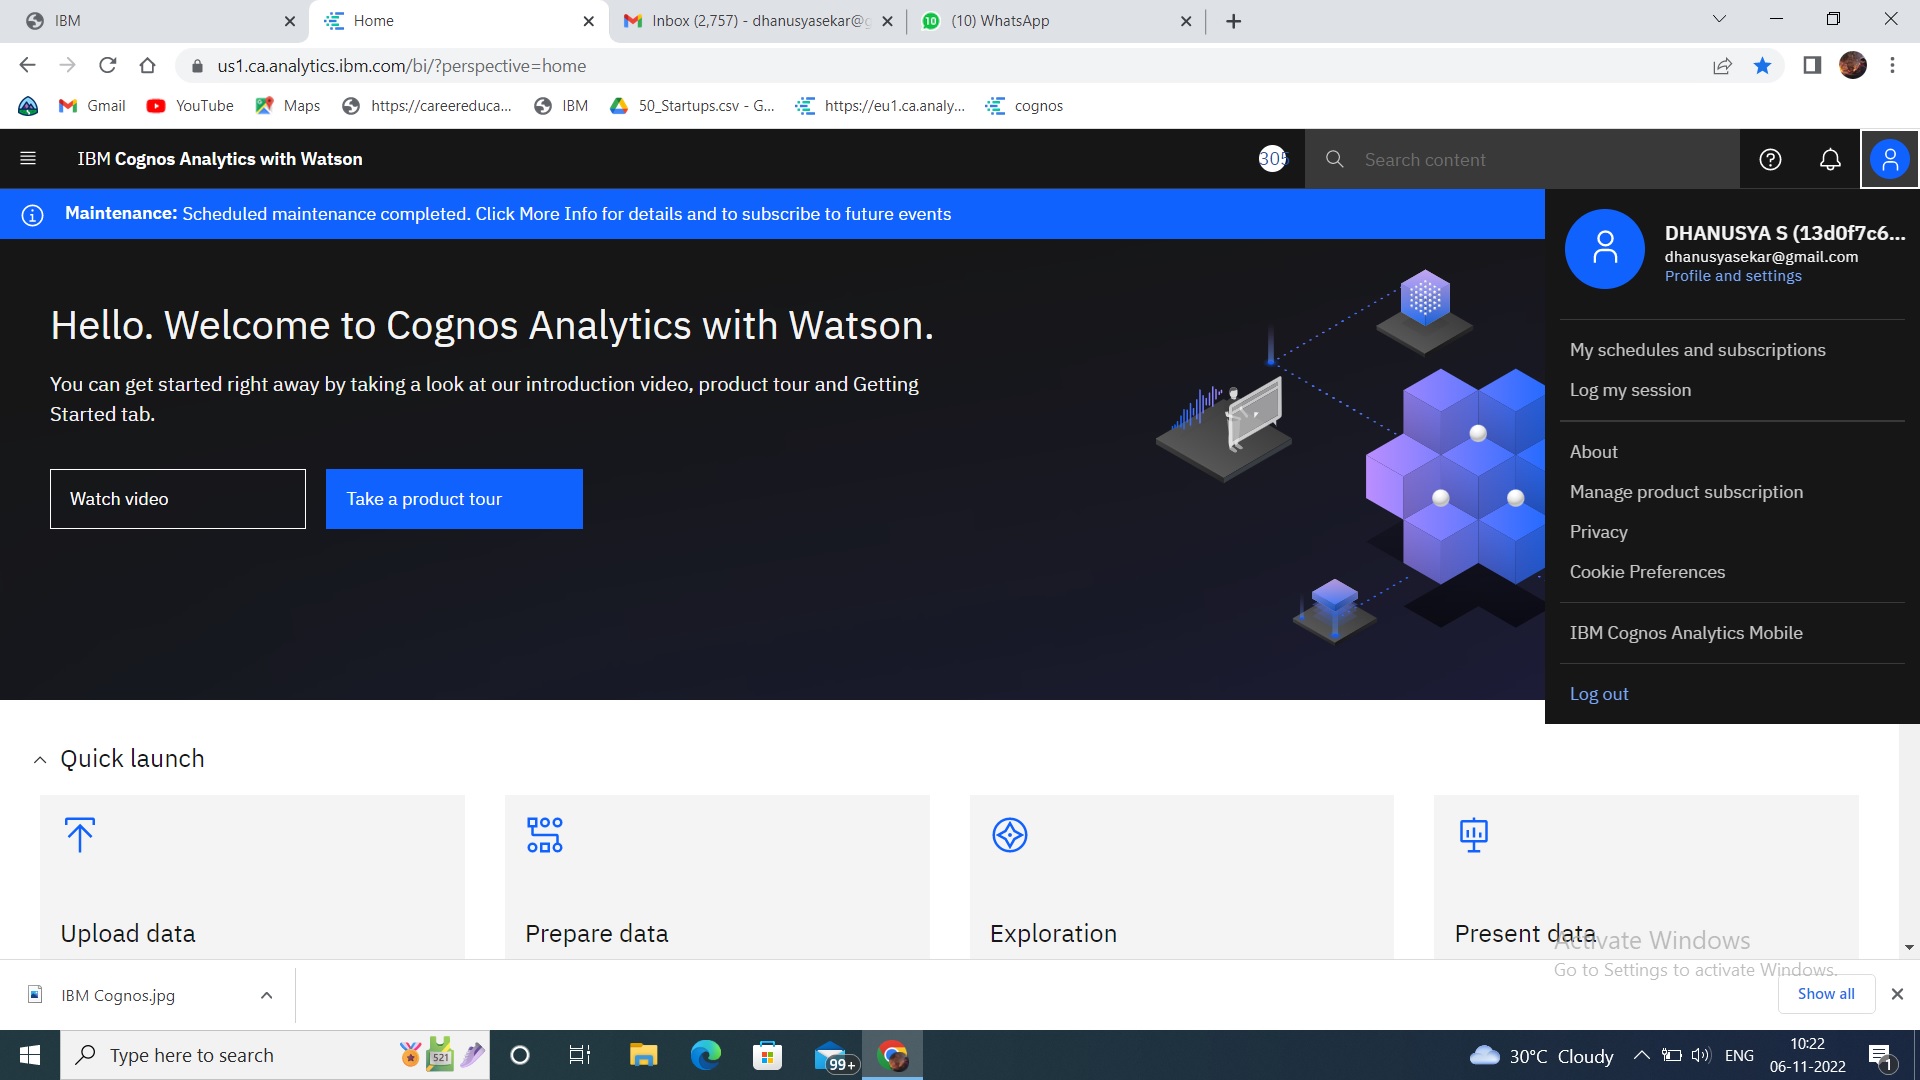 IBM
Home
Inbox (2,757) - dhanusyasekar@g
(10) WhatsApp
us1.ca.analytics.ibm.com/bi/?perspective=home
Gmail
YouTube
Maps
https://careereduca...
IBM
50_Startups.csv - G...
https://eu1.ca.analy...
cognos
IBM Cognos Analytics with Watson
305
Search content
Maintenance: Scheduled maintenance completed. Click More Info for details and to subscribe to future events
DHANUSYA S (13d0f7c6...
dhanusyasekar@gmail.com
Profile and settings
My schedules and subscriptions
Log my session
About
Manage product subscription
Privacy
Cookie Preferences
IBM Cognos Analytics Mobile
Log out
Hello. Welcome to Cognos Analytics with Watson.
You can get started right away by taking a look at our introduction video, product tour and Getting
Started tab.
Watch video
Take a product tour
Quick launch
Upload data
Prepare data
Exploration
Present data
Activate Windows
Go to Settings to activate Windows.
IBM Cognos.jpg
Show all
Type here to search
521
99+
30°C Cloudy
ENG
10:22
06-11-2022
1